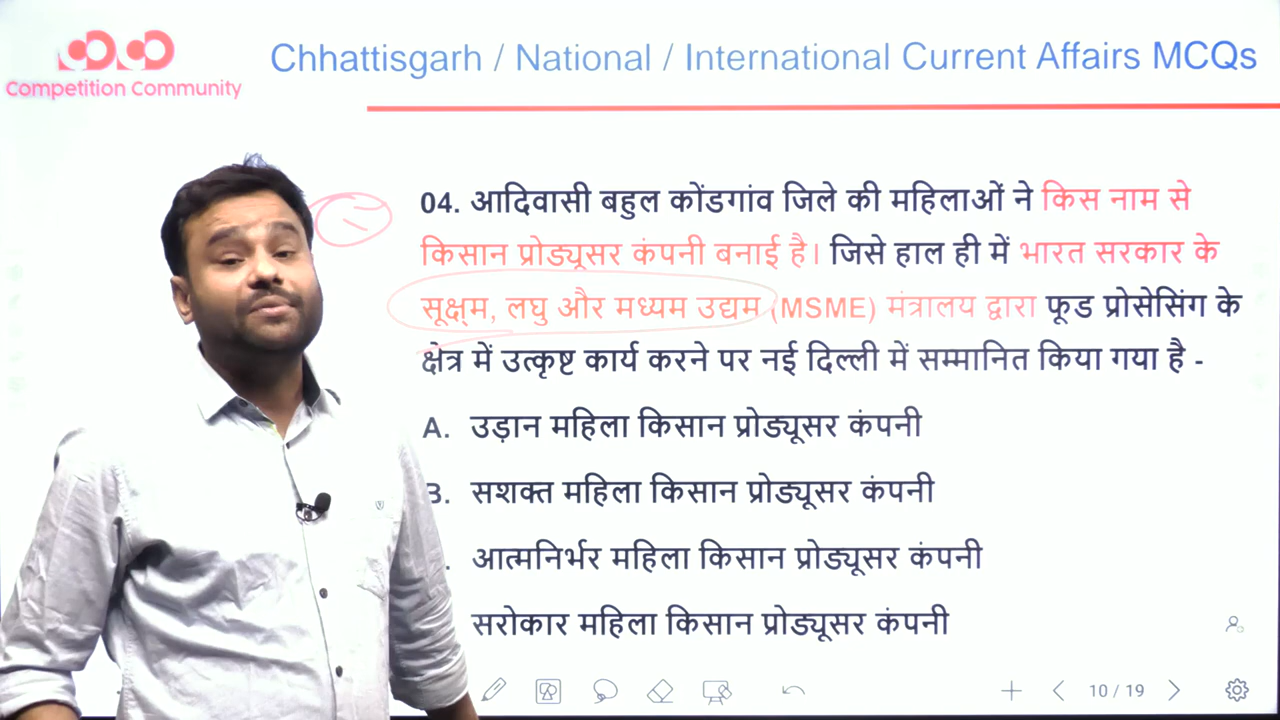 Competition Community
Chhattisgarh / National / International Current Affairs MCQs
04. आदिवासी बहुल कोंडगांव जिले की महिलाओं ने किस नाम से
किसान प्रोड्यूसर कंपनी बनाई है। जिसे हाल ही में भारत सरकार के
सूक्ष्म, लघु और मध्यम उद्यम (MSME) मंत्रालय द्वारा फूड प्रोसेसिंग के
क्षेत्र में उत्कृष्ट कार्य करने पर नई दिल्ली में सम्मानित किया गया है -
A. उड़ान महिला किसान प्रोड्यूसर कंपनी
B. सशक्त महिला किसान प्रोड्यूसर कंपनी
आत्मनिर्भर महिला किसान प्रोड्यूसर कंपनी
सरोकार महिला किसान प्रोड्यूसर कंपनी
10 / 19